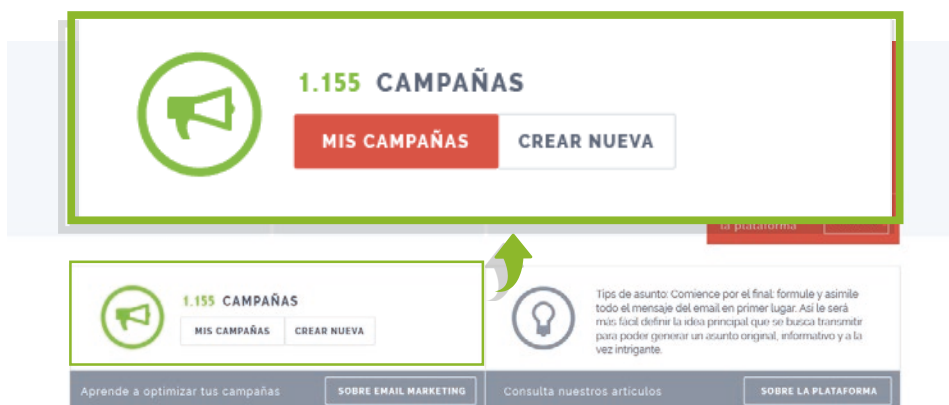 1.155 CAMPAÑAS
MIS CAMPAÑAS CREAR NUEVA
la plataforma
1.155 CAMPAÑAS
MIS CAMPAÑAS CREAR NUEVA
Tips de asunto: Comience por el final: formule y asimile
todo el mensaje del email en primer lugar. Así le será
más fácil definir la idea principal que se busca transmitir
para poder generar un asunto original, informativo y a la
vez intrigante.
Aprende a optimizar tus campañas SOBRE EMAIL MARKETING
Consulta nuestros artículos SOBRE LA PLATAFORMA